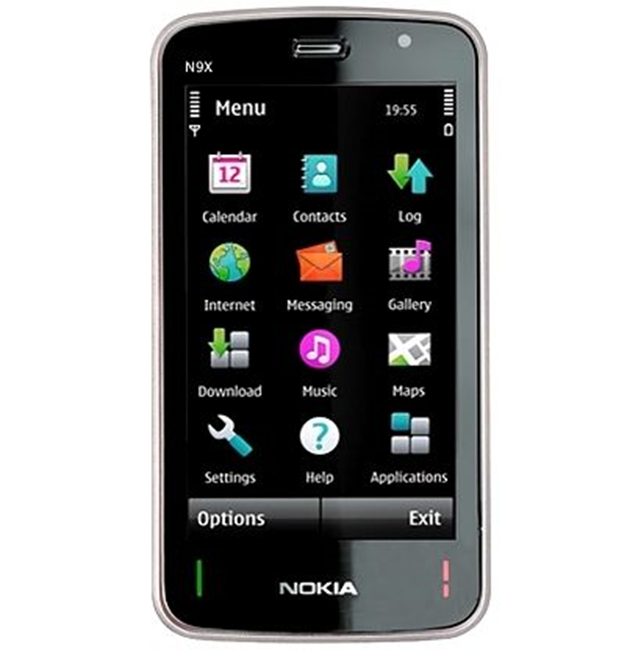 N9X
Menu 19:55
12
Calendar Contacts Log
Internet Messaging Gallery
Download Music Maps
?
Settings Help Applications
Options Exit
NOKIA